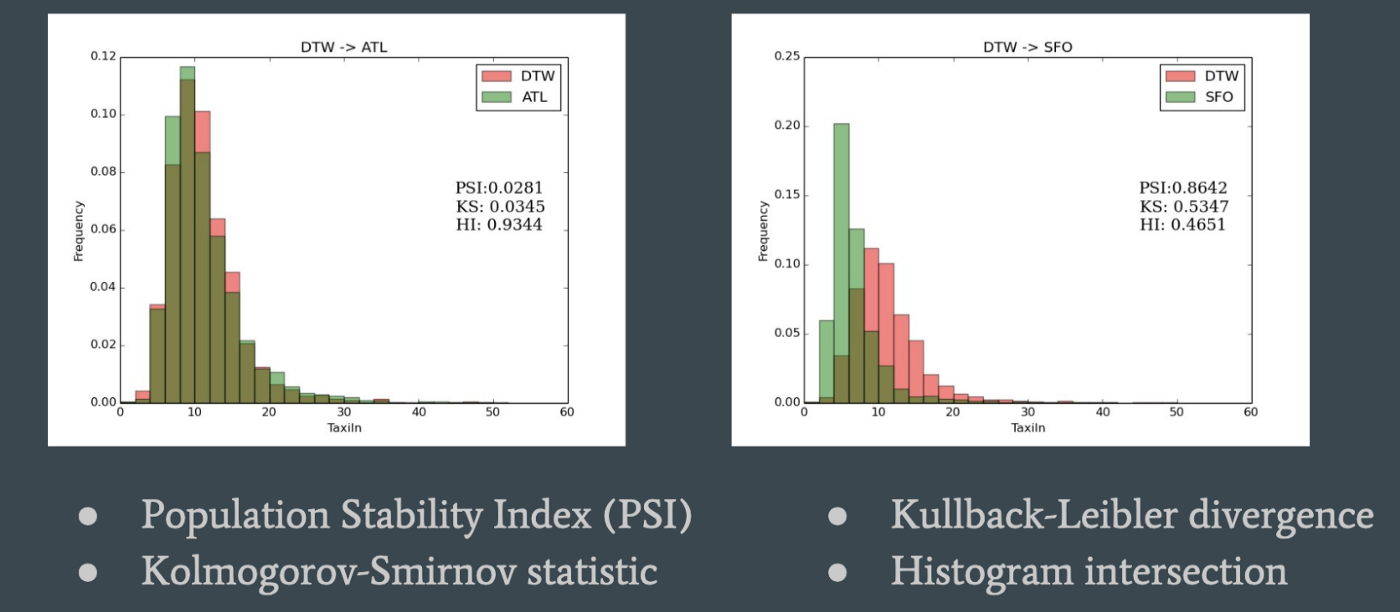 DTW -> ATL
0.12
0.10
0.08
0.06
0.04
0.02
0.00
Frequency
DTW
ATL
PSI:0.0281
KS: 0.0345
HI: 0.9344
0 10 20 30 40 50 60
TaxiIn
DTW -> SFO
0.25
0.20
0.15
0.10
0.05
0.00
Frequency
DTW
SFO
PSI:0.8642
KS: 0.5347
HI: 0.4651
0 10 20 30 40 50 60
TaxiIn
● Population Stability Index (PSI)
● Kolmogorov-Smirnov statistic
● Kullback-Leibler divergence
● Histogram intersection